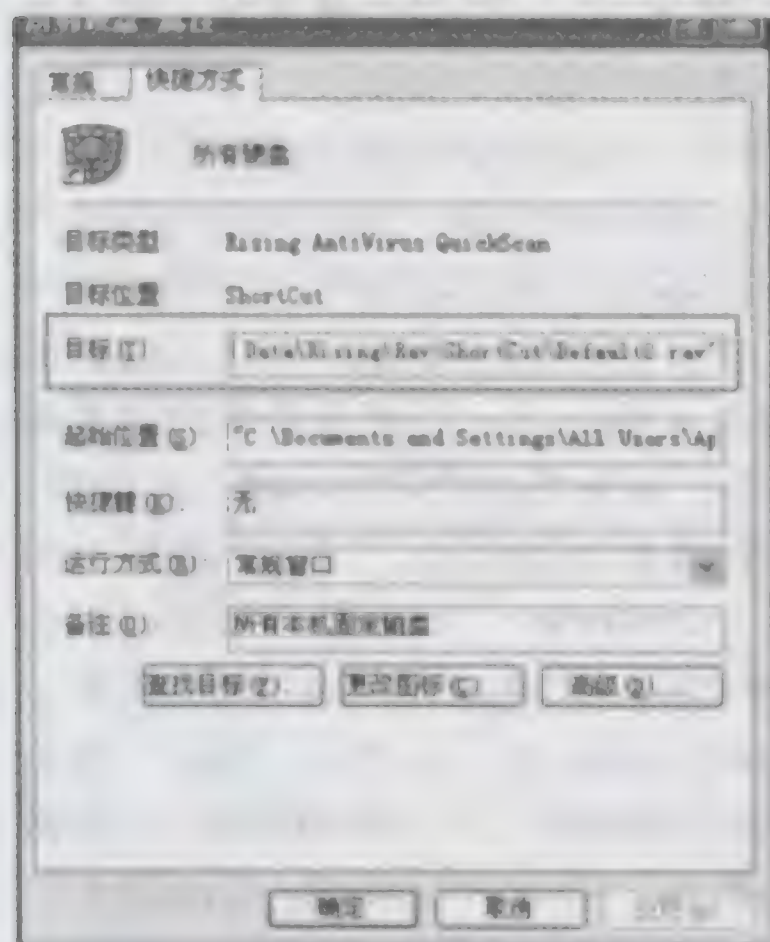 常规 快捷方式
所有硬盘
目标类型 Rising AntiVirus QuickScan
目标位置 ShortCut
目标(T) Data\Rising\Rav\ShortCut\Default\2 rav"
起始位置(S) "C \Documents and Settings\All Users\Ap
快捷键(K) 无
运行方式(R) 常规窗口
备注(O) 所有本机固定硬盘
查找目标(F) 更改图标(C) 高级(D)
确定 取消